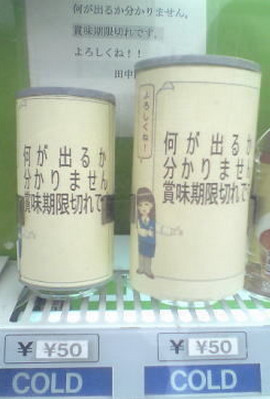 何が出るか分かりません。
賞味期限切れです。
よろしくね!!
田中
何が出るか
分かりません
賞味期限切れで
よろしくね!
何が出るか
分かりません
賞味期限切れで
¥ ¥50
¥ ¥50
COLD
COLD